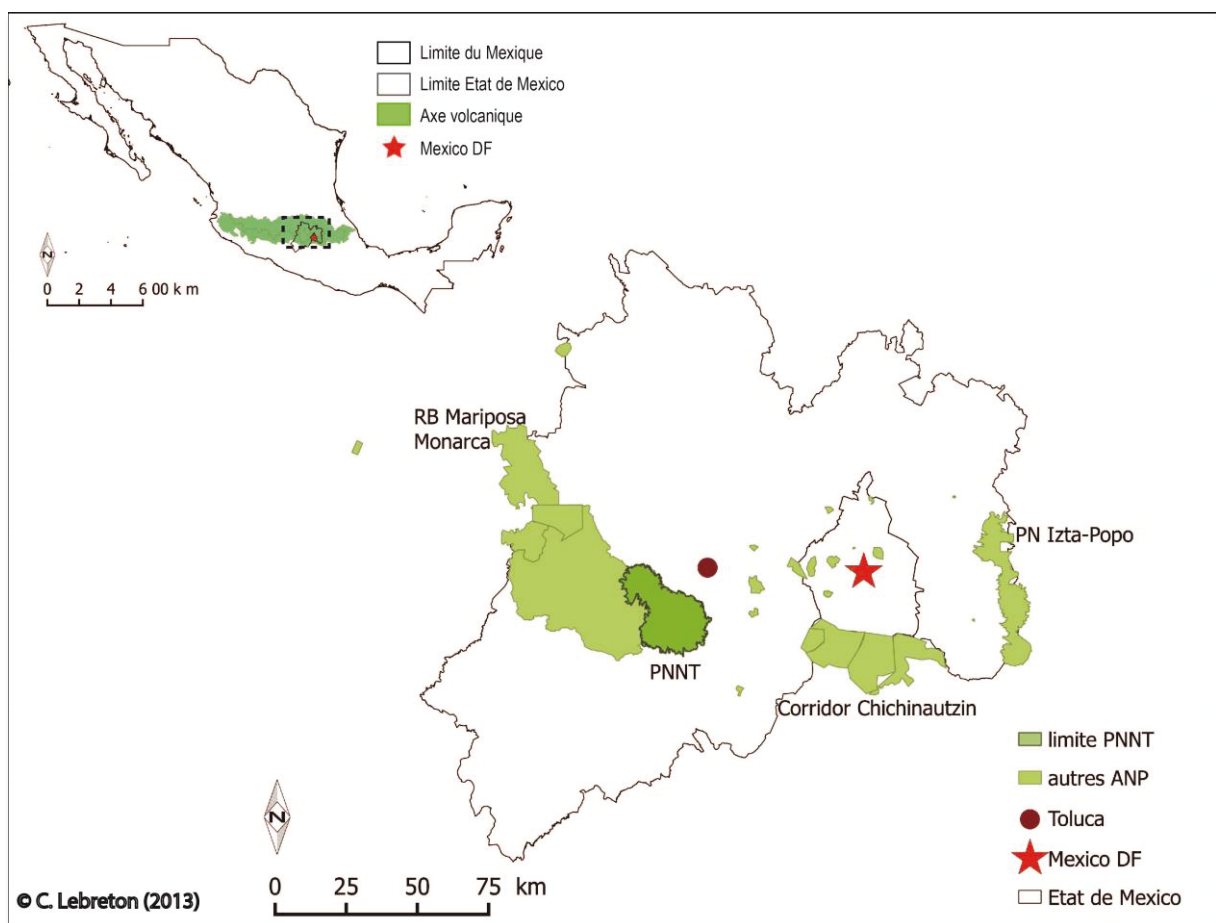 Limite du Mexique
Limite Etat de Mexico
Axe volcanique
Mexico DF
N
0 2 4 6 00 k m
RB Mariposa
Monarca
PN Izta-Popo
PNNT
Corridor Chichinautzin
limite PNNT
autres ANP
Toluca
Mexico DF
Etat de Mexico
N
0 25 50 75 km
© C. Lebreton (2013)